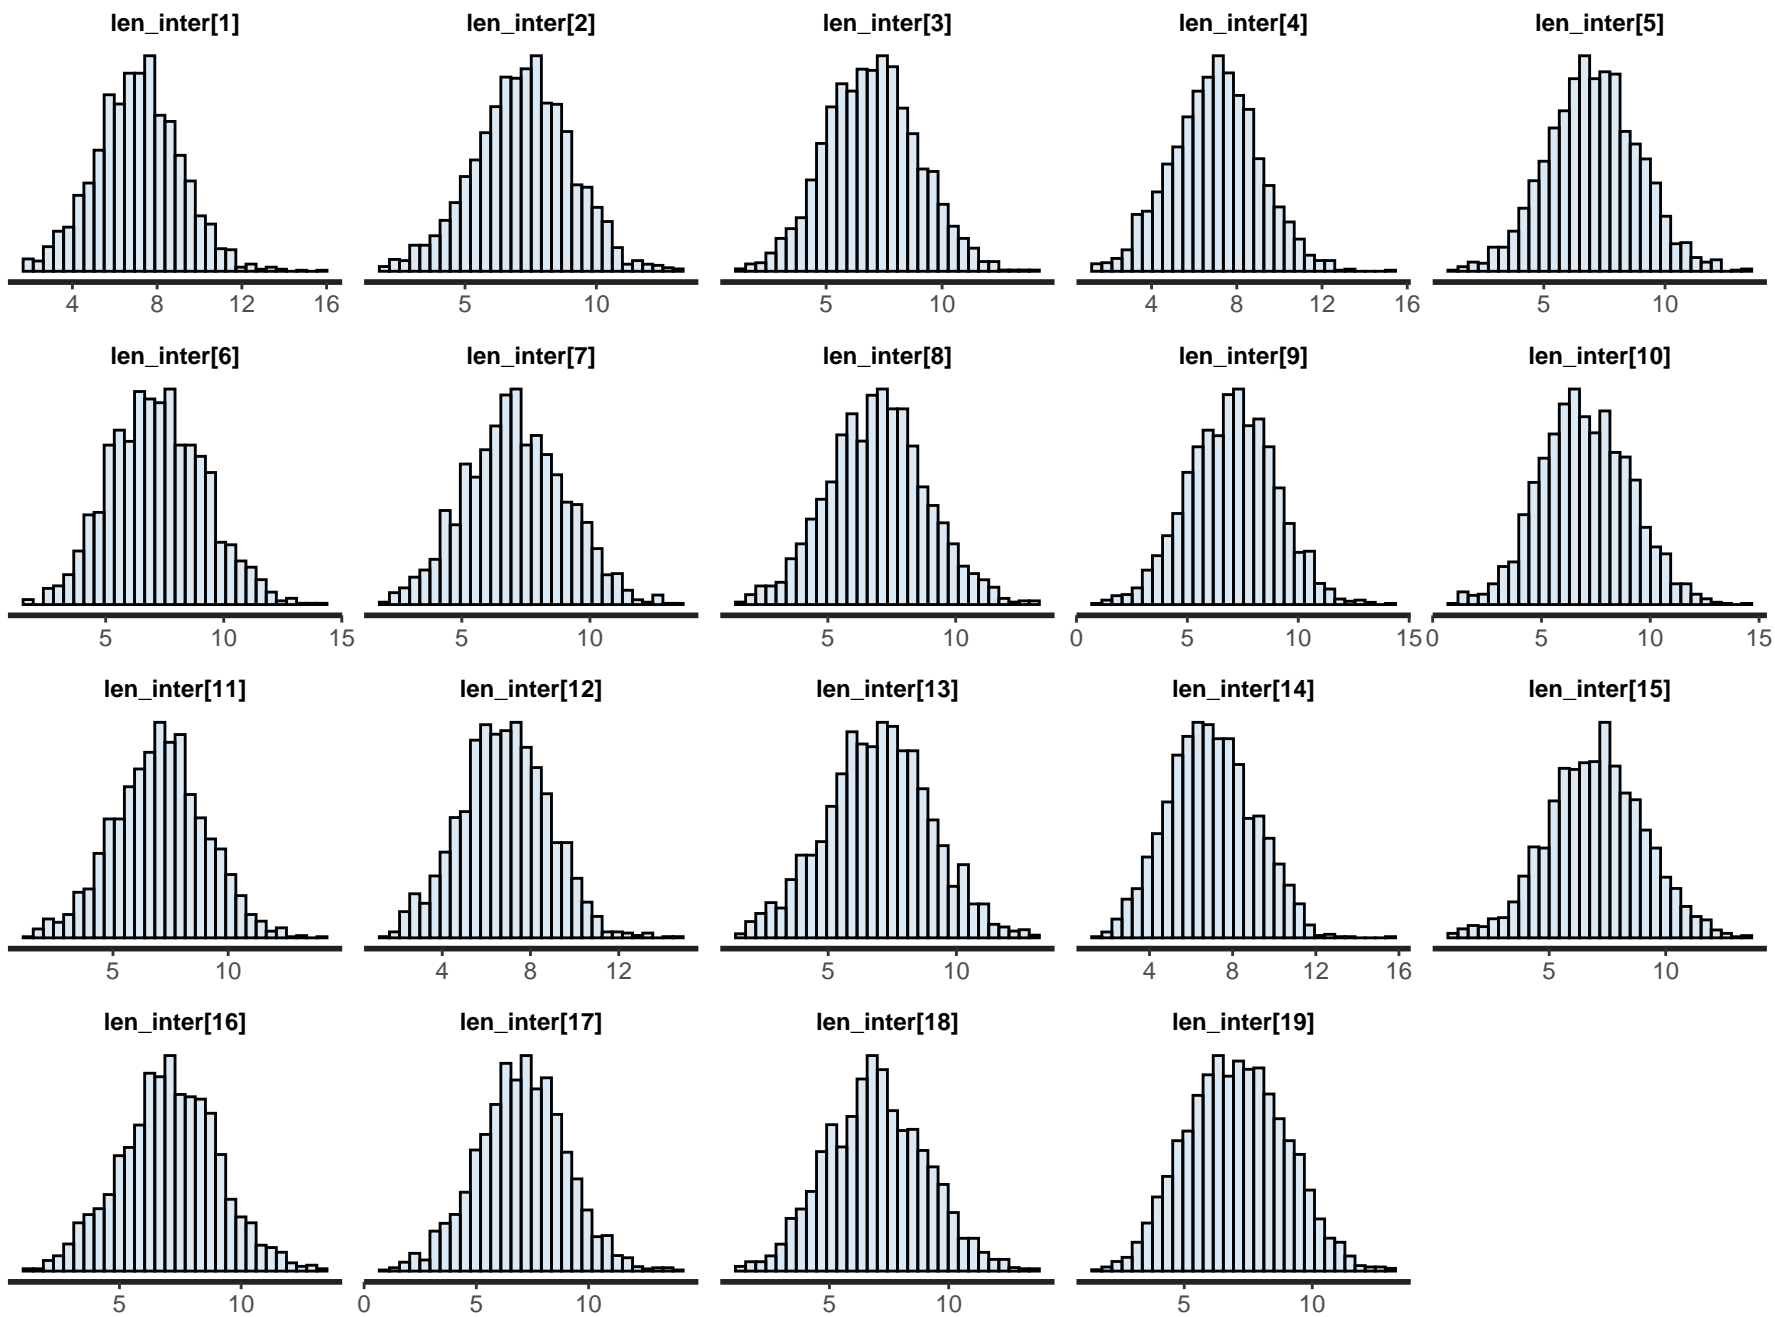 len_inter[1] len_inter[2] len_inter[3] len_inter[4] len_inter[5]
4 8 12 16 5 10 5 10 4 8 12 16 5 10
len_inter[6] len_inter[7] len_inter[8] len_inter[9] len_inter[10]
5 10 15 5 10 5 10 0 5 10 15 0 5 10 15
len_inter[11] len_inter[12] len_inter[13] len_inter[14] len_inter[15]
5 10 4 8 12 5 10 4 8 12 16 5 10
len_inter[16] len_inter[17] len_inter[18] len_inter[19]
5 10 0 5 10 5 10 5 10